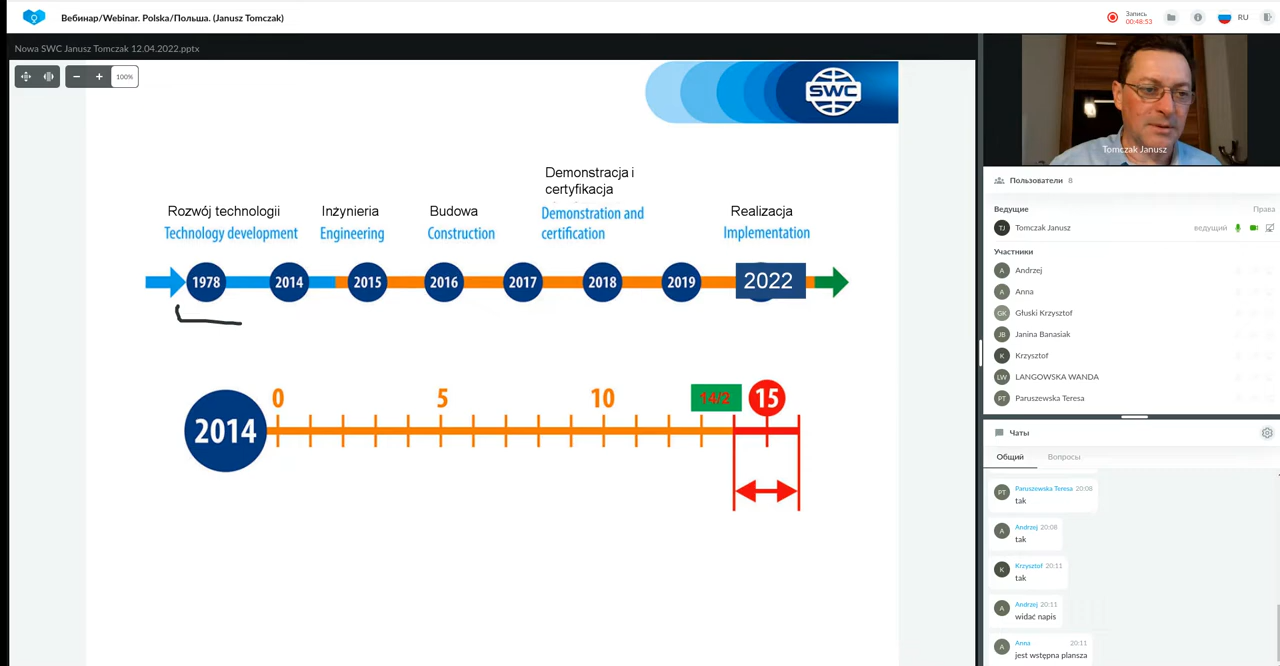 Вебинар/Webinar. Polska/Польша. (Janusz Tomczak)
Запись
00:48:53
RU
Nowa SWC Janusz Tomczak 12.04.2022.pptx
100%
SWC
Demonstracja i
certyfikacja
Rozwój technologii
Inżynieria
Budowa
Realizacja
Technology development
Engineering
Construction
Demonstration and
certification
Implementation
1978
2014
2015
2016
2017
2018
2019
2022
0
5
10
14/2
15
2014
Tomczak Janusz
Пользователи 8
Ведущие
Права
TJ Tomczak Janusz ведущий
Участники
A Andrzej
A Anna
GK Głuski Krzysztof
JB Janina Banasiak
K Krzysztof
LW LANGOWSKA WANDA
PT Paruszewska Teresa
Чаты
Общий Вопросы
PT Paruszewska Teresa 20:08
tak
A Andrzej 20:08
tak
K Krzysztof 20:11
tak
A Andrzej 20:11
widać napis
A Anna 20:11
jest wstępna plansza